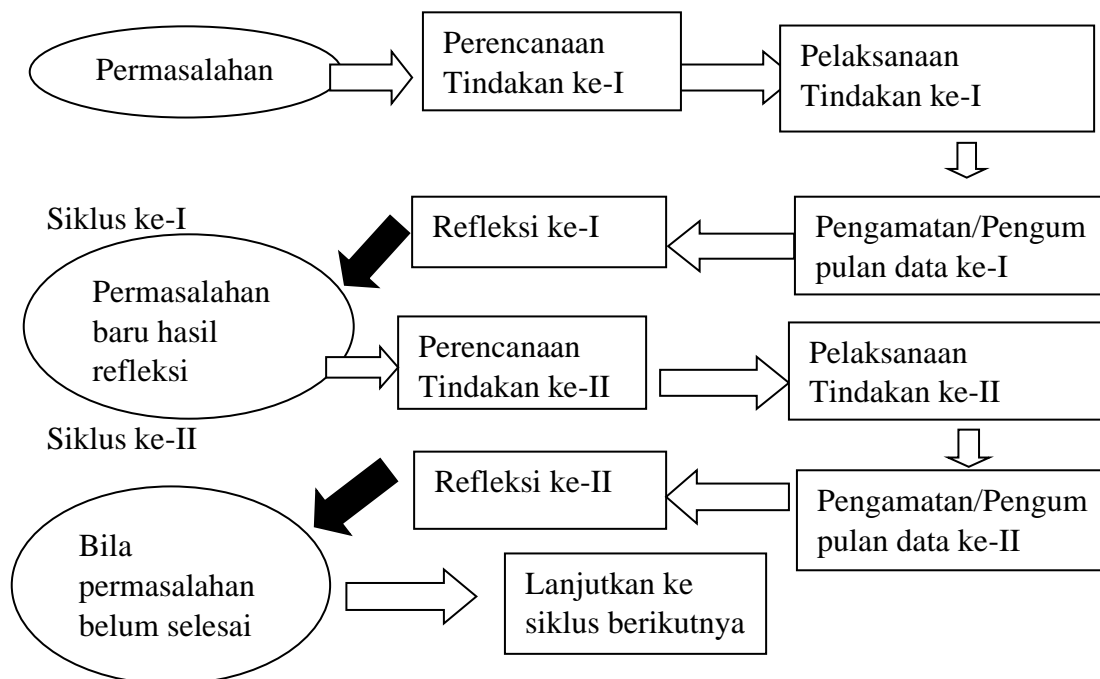 Permasalahan
Perencanaan
Tindakan ke-I
Pelaksanaan
Tindakan ke-I
Siklus ke-I
Refleksi ke-I
Pengamatan/Pengum
pulan data ke-I
Permasalahan
baru hasil
refleksi
Perencanaan
Tindakan ke-II
Pelaksanaan
Tindakan ke-II
Siklus ke-II
Refleksi ke-II
Pengamatan/Pengum
pulan data ke-II
Bila
permasalahan
belum selesai
Lanjutkan ke
siklus berikutnya